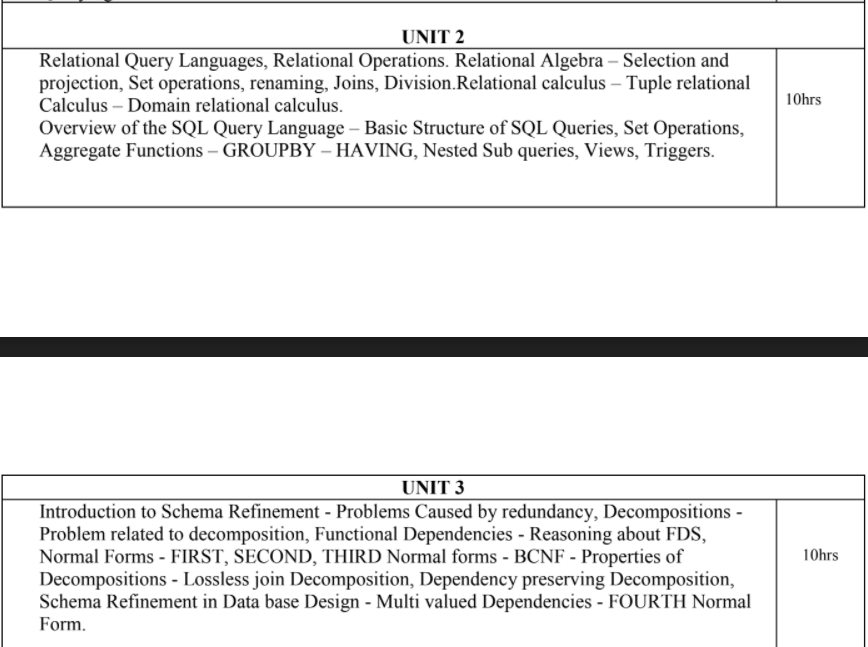 UNIT 2
Relational Query Languages, Relational Operations. Relational Algebra – Selection and
projection, Set operations, renaming, Joins, Division.Relational calculus – Tuple relational
Calculus – Domain relational calculus.
10hrs
Overview of the SQL Query Language – Basic Structure of SQL Queries, Set Operations,
Aggregate Functions – GROUPBY – HAVING, Nested Sub queries, Views, Triggers.
UNIT 3
Introduction to Schema Refinement - Problems Caused by redundancy, Decompositions -
Problem related to decomposition, Functional Dependencies - Reasoning about FDS,
Normal Forms - FIRST, SECOND, THIRD Normal forms - BCNF - Properties of
10hrs
Decompositions - Lossless join Decomposition, Dependency preserving Decomposition,
Schema Refinement in Data base Design - Multi valued Dependencies - FOURTH Normal
Form.